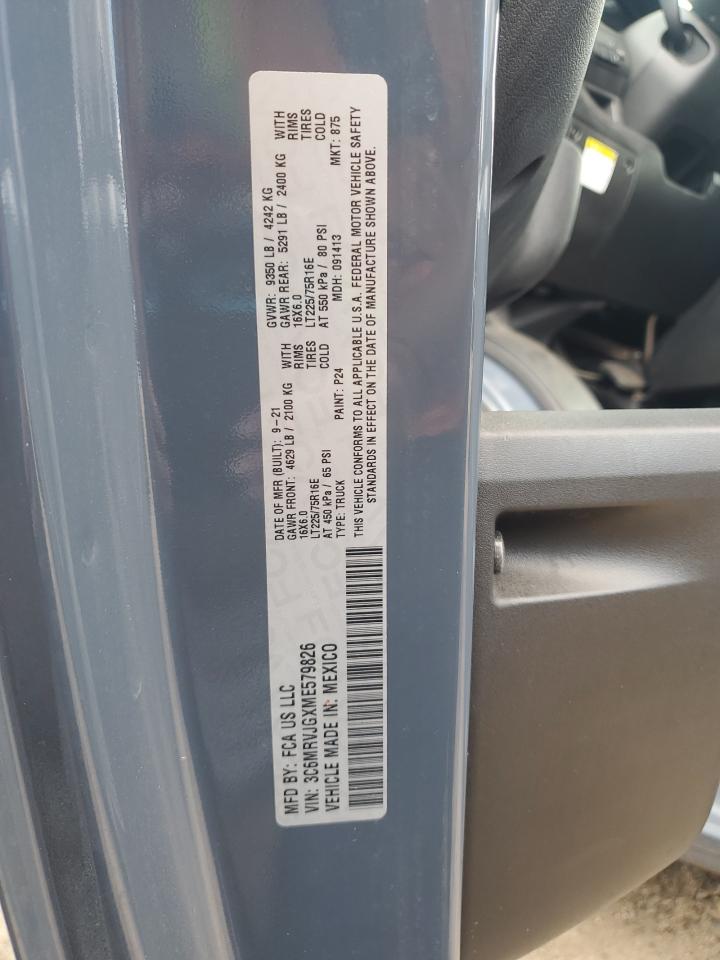 MFD BY: FCA US LLC
VIN: 3C6MRVJGXME579826
VEHICLE MADE IN: MEXICO
DATE OF MFR (BUILT): 9-21
GAWR FRONT: 4629 LB / 2100 KG WITH
16X6.0 RIMS
LT225/75R16E TIRES
AT 450 kPa / 65 PSI COLD
TYPE: TRUCK PAINT: P24
GVWR: 9350 LB / 4242 KG
GAWR REAR: 5291 LB / 2400 KG WITH
16X6.0 RIMS
LT225/75R16E TIRES
AT 550 kPa / 80 PSI COLD
MDH: 091413 MKT: 875
THIS VEHICLE CONFORMS TO ALL APPLICABLE U.S.A. FEDERAL MOTOR VEHICLE SAFETY
STANDARDS IN EFFECT ON THE DATE OF MANUFACTURE SHOWN ABOVE.